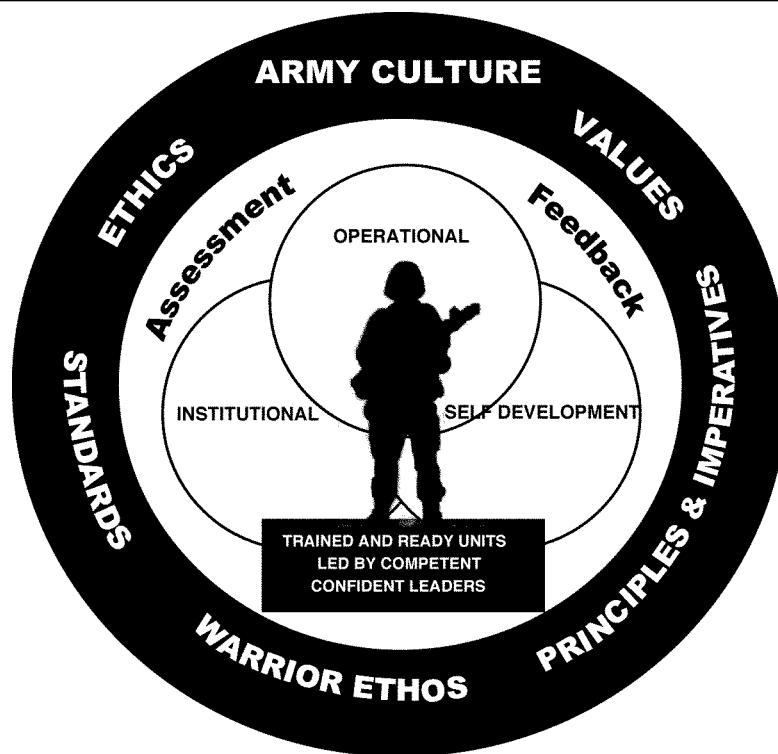 ARMY CULTURE
VALUES
PRINCIPLES & IMPERATIVES
WARRIOR ETHOS
STANDARDS
ETHICS
Assessment
Feedback
OPERATIONAL
INSTITUTIONAL
SELF DEVELOPMENT
TRAINED AND READY UNITS
LED BY COMPETENT
CONFIDENT LEADERS